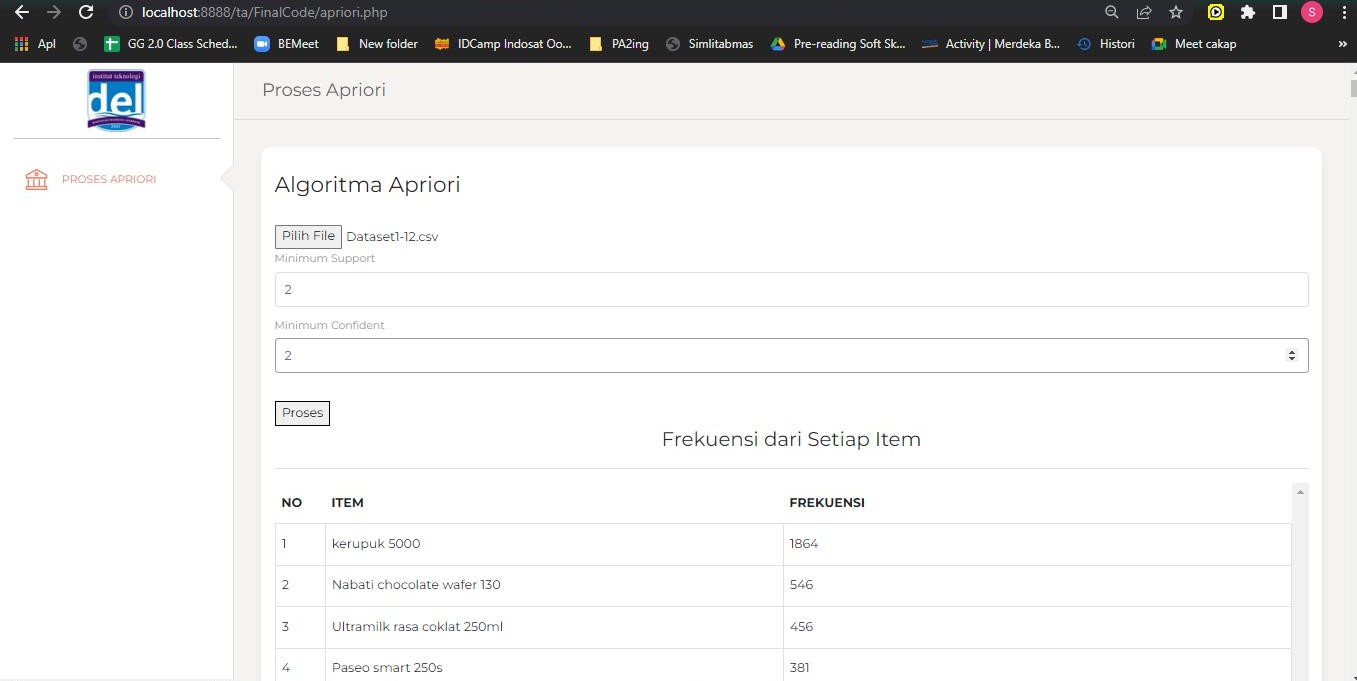 localhost:8888/ta/FinalCode/apriori.php
S
Apl GG 2.0 Class Sched... BEMeet New folder IDCamp Indosat Oo... PA2ing Simlitabmas Pre-reading Soft Sk... Activity | Merdeka B... Histori Meet cakap »
institut teknologi
del
Proses Apriori
PROSES APRIORI
Algoritma Apriori
Pilih File Dataset1-12.csv
Minimum Support
2
Minimum Confident
2
Proses
Frekuensi dari Setiap Item
NO ITEM FREKUENSI
1 kerupuk 5000 1864
2 Nabati chocolate wafer 130 546
3 Ultramilk rasa coklat 250ml 456
4 Paseo smart 250s 381